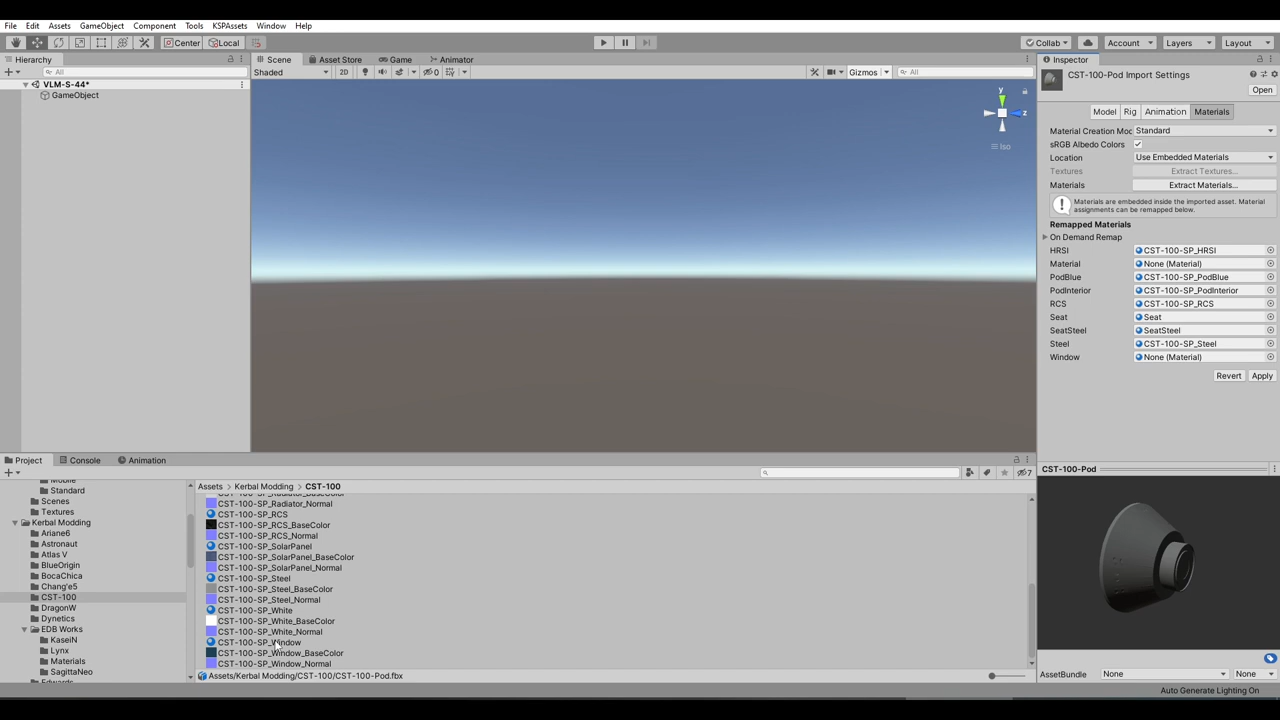 File Edit Assets GameObject Component Tools KSPAssets Window Help
Center Local Collab Account Layers Layout
Hierarchy
All
VLM-S-44*
GameObject
Scene Asset Store Game Animator
Shaded 2D 0 Gizmos All
y
z
Iso
Inspector
CST-100-Pod Import Settings
Open
Model Rig Animation Materials
Material Creation Moc Standard
sRGB Albedo Colors
Location Use Embedded Materials
Textures Extract Textures...
Materials Extract Materials...
Materials are embedded inside the imported asset. Material
assignments can be remapped below.
Remapped Materials
On Demand Remap
HRSI CST-100-SP_HRSI
Material None (Material)
PodBlue CST-100-SP_PodBlue
PodInterior CST-100-SP_PodInterior
RCS CST-100-SP_RCS
Seat Seat
SeatSteel SeatSteel
Steel CST-100-SP_Steel
Window None (Material)
Revert Apply
Project Console Animation
7
Mobile
Standard
Scenes
Textures
Kerbal Modding
Ariane6
Astronaut
Atlas V
BlueOrigin
BocaChica
Chang'e5
CST-100
DragonW
Dynetics
EDB Works
KaseiN
Lynx
Materials
SagittaNeo
Edwards
Assets Kerbal Modding CST-100
CST-100-SP_Radiator_BaseColor
CST-100-SP_Radiator_Normal
CST-100-SP_RCS
CST-100-SP_RCS_BaseColor
CST-100-SP_RCS_Normal
CST-100-SP_SolarPanel
CST-100-SP_SolarPanel_BaseColor
CST-100-SP_SolarPanel_Normal
CST-100-SP_Steel
CST-100-SP_Steel_BaseColor
CST-100-SP_Steel_Normal
CST-100-SP_White
CST-100-SP_White_BaseColor
CST-100-SP_White_Normal
CST-100-SP_Window
CST-100-SP_Window_BaseColor
CST-100-SP_Window_Normal
Assets/Kerbal Modding/CST-100/CST-100-Pod.fbx
CST-100-Pod
AssetBundle None None
Auto Generate Lighting On